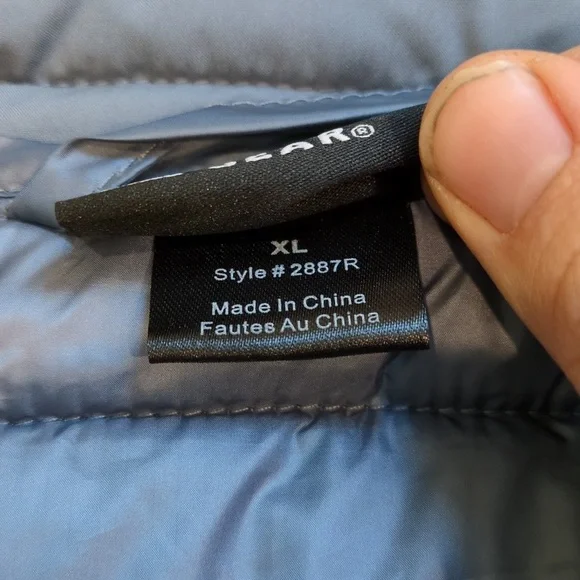 XL
Style # 2887R
Made In China
Fautes Au China